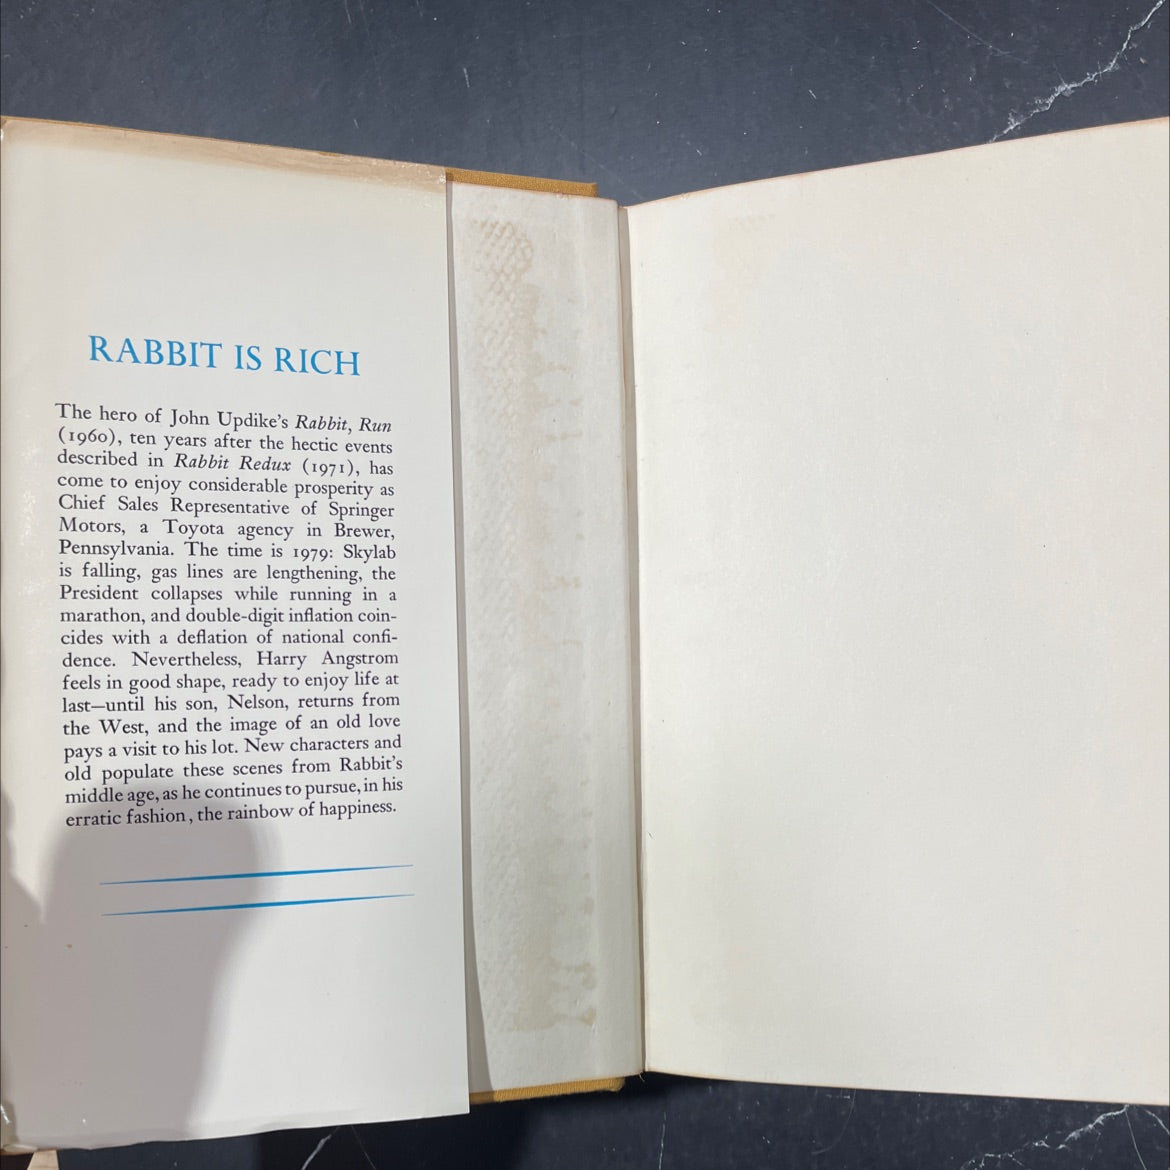 RABBIT IS RICH
The hero of John Updike's Rabbit, Run
(1960), ten years after the hectic events
described in Rabbit Redux (1971), has
come to enjoy considerable prosperity as
Chief Sales Representative of Springer
Motors, a Toyota agency in Brewer,
Pennsylvania. The time is 1979: Skylab
is falling, gas lines are lengthening, the
President collapses while running in a
marathon, and double-digit inflation coin-
cides with a deflation of national confi-
dence. Nevertheless, Harry Angstrom
feels in good shape, ready to enjoy life at
last—until his son, Nelson, returns from
the West, and the image of an old love
pays a visit to his lot. New characters and
old populate these scenes from Rabbit's
middle age, as he continues to pursue, in his
erratic fashion, the rainbow of happiness.